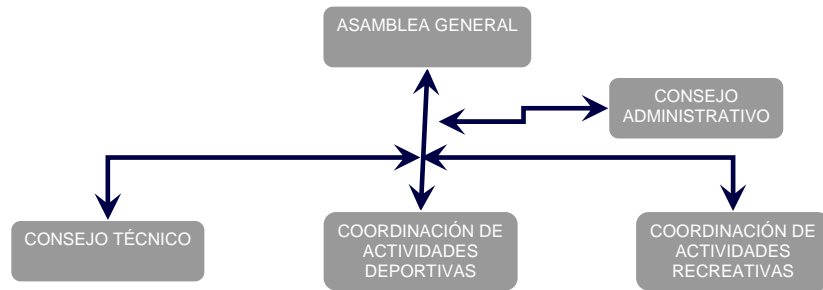 ASAMBLEA GENERAL
CONSEJO
ADMINISTRATIVO
CONSEJO TÉCNICO
COORDINACIÓN DE
ACTIVIDADES
DEPORTIVAS
COORDINACIÓN DE
ACTIVIDADES
RECREATIVAS